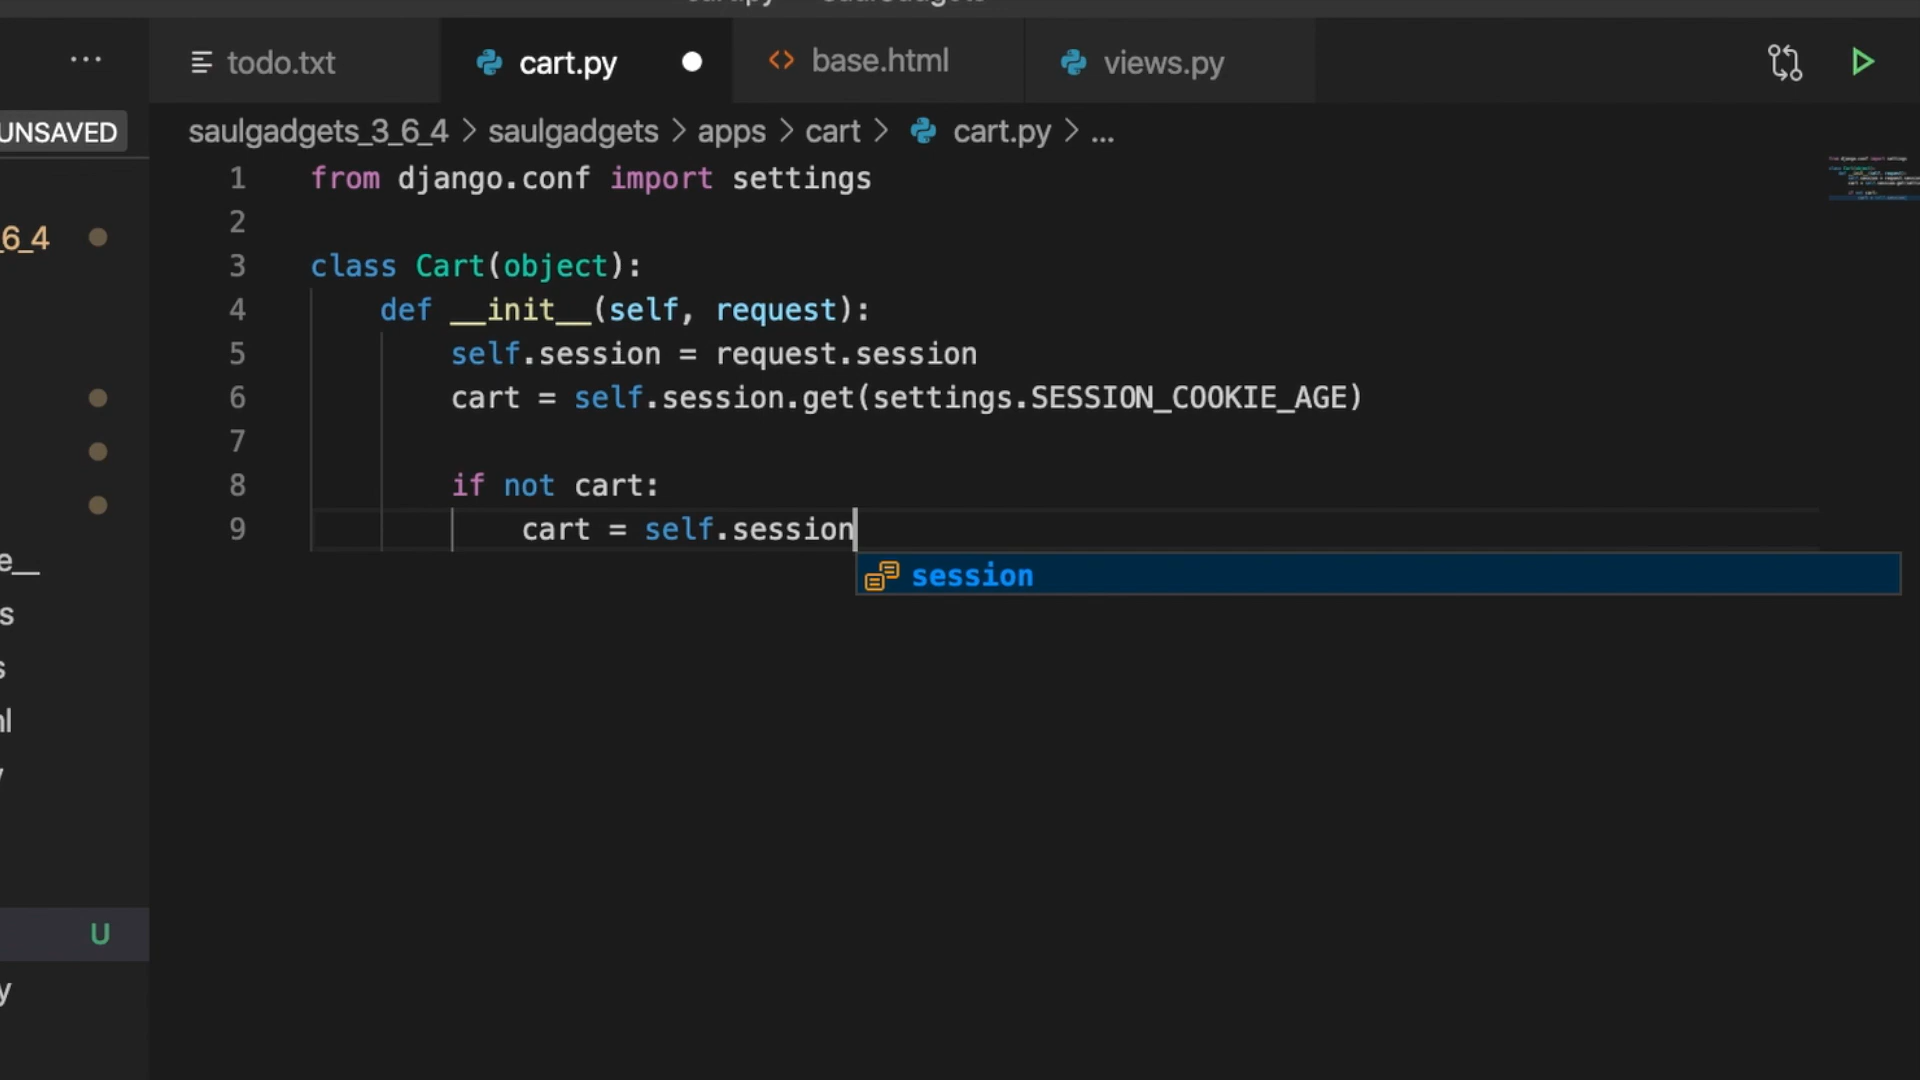 todo.txt
cart.py
base.html
views.py
UNSAVED
saulgadgets_3_6_4 > saulgadgets > apps > cart > cart.py > ...
1 from django.conf import settings
2
3 class Cart(object):
4 def __init__(self, request):
5 self.session = request.session
6 cart = self.session.get(settings.SESSION_COOKIE_AGE)
7
8 if not cart:
9 cart = self.session
session
_6_4
e__
s
s
U
y